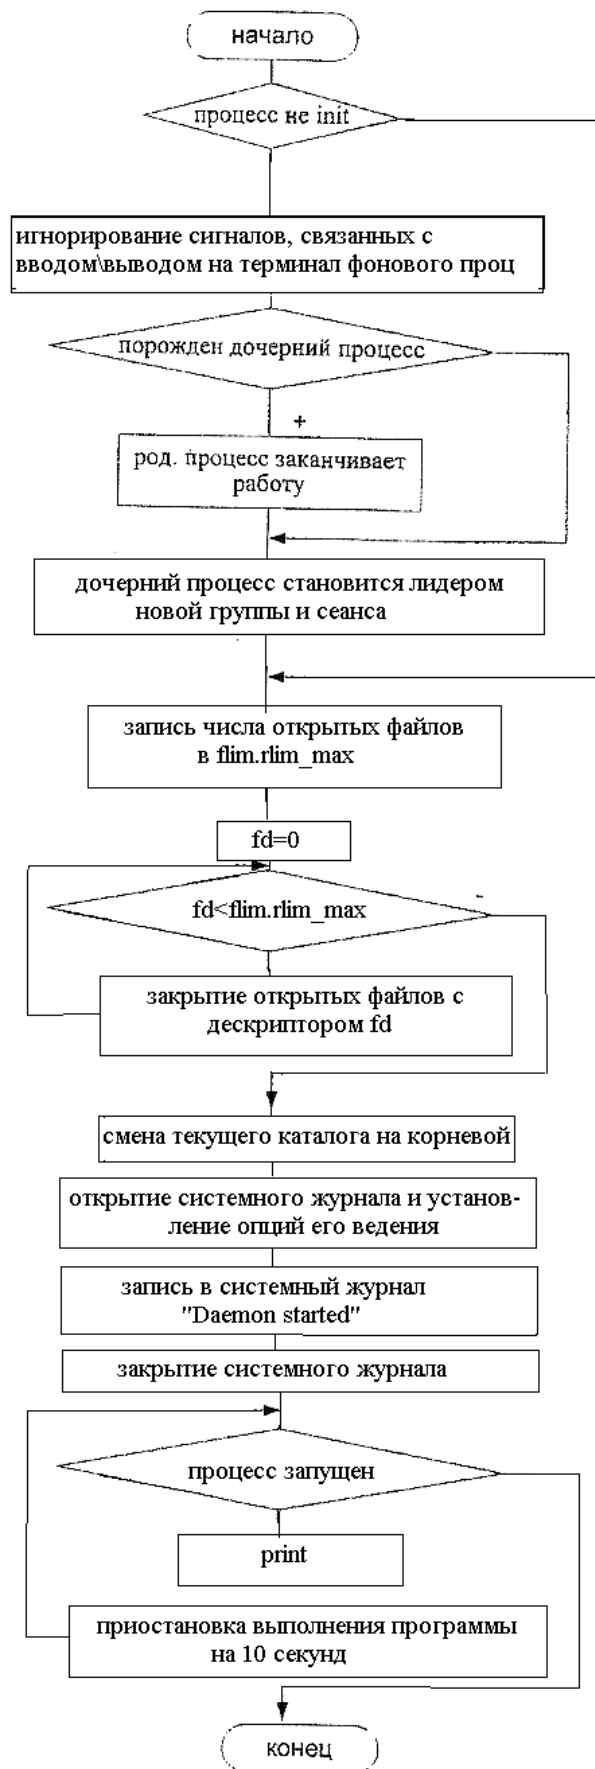 начало
процесс не init
игнорирование сигналов, связанных с
вводом\выводом на терминал фонового проц
порожден дочерний процесс
+
род. процесс заканчивает
работу
дочерний процесс становится лидером
новой группы и сеанса
запись числа открытых файлов
в flim.rlim_max
fd=0
-
fd<flim.rlim_max
закрытие открытых файлов с
дескриптором fd
смена текущего каталога на корневой
открытие системного журнала и установ-
ление опций его ведения
запись в системный журнал
"Daemon started"
закрытие системного журнала
процесс запущен
print
приостановка выполнения программы
на 10 секунд
конец